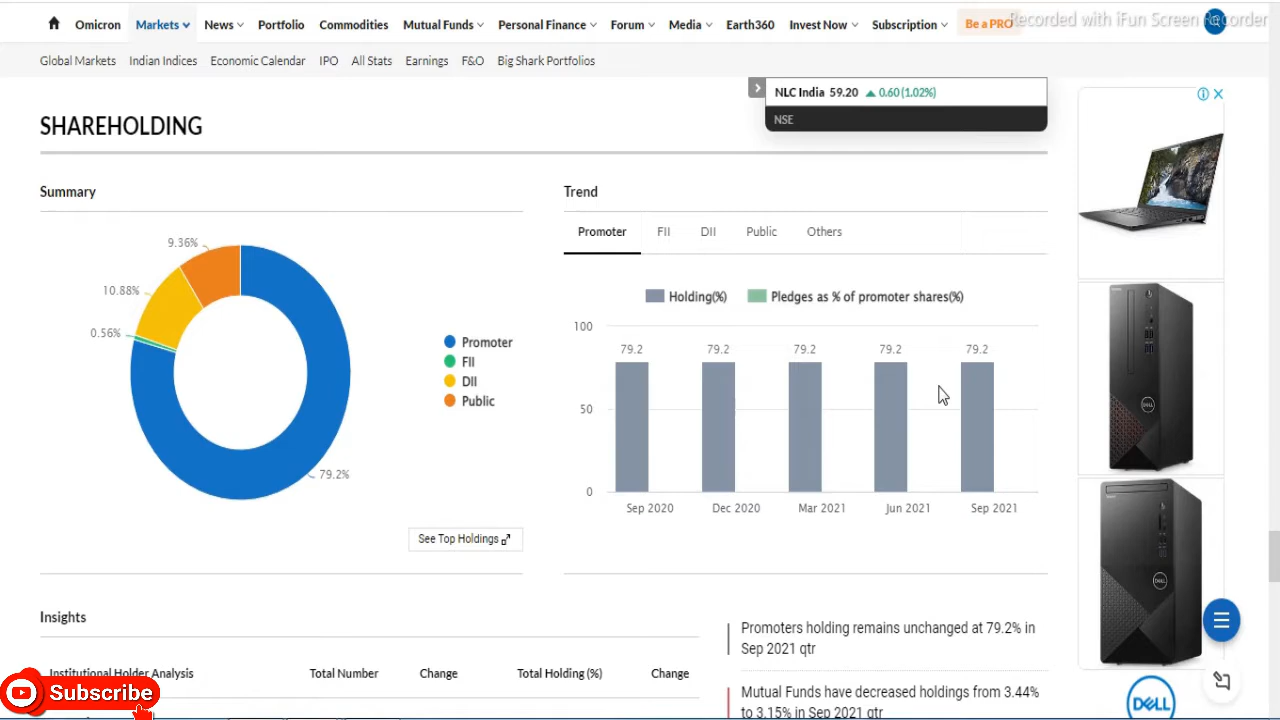 Recorded with iFun Screen Recorder
Omicron Markets News Portfolio Commodities Mutual Funds Personal Finance Forum Media Earth360 Invest Now Subscription Be a PRO
Global Markets Indian Indices Economic Calendar IPO All Stats Earnings F&O Big Shark Portfolios
NLC India 59.20 ▲ 0.60 (1.02%)
NSE
SHAREHOLDING
Summary
9.36%
10.88%
0.56%
79.2%
Promoter
FII
DII
Public
See Top Holdings
Trend
Promoter FII DII Public Others
Holding(%) Pledges as % of promoter shares(%)
100
79.2 79.2 79.2 79.2 79.2
50
0
Sep 2020 Dec 2020 Mar 2021 Jun 2021 Sep 2021
Insights
Institutional Holder Analysis Total Number Change Total Holding (%) Change
Promoters holding remains unchanged at 79.2% in
Sep 2021 qtr
Mutual Funds have decreased holdings from 3.44%
to 3.15% in Sep 2021 qtr
Subscribe
DELL
DELL
DELL